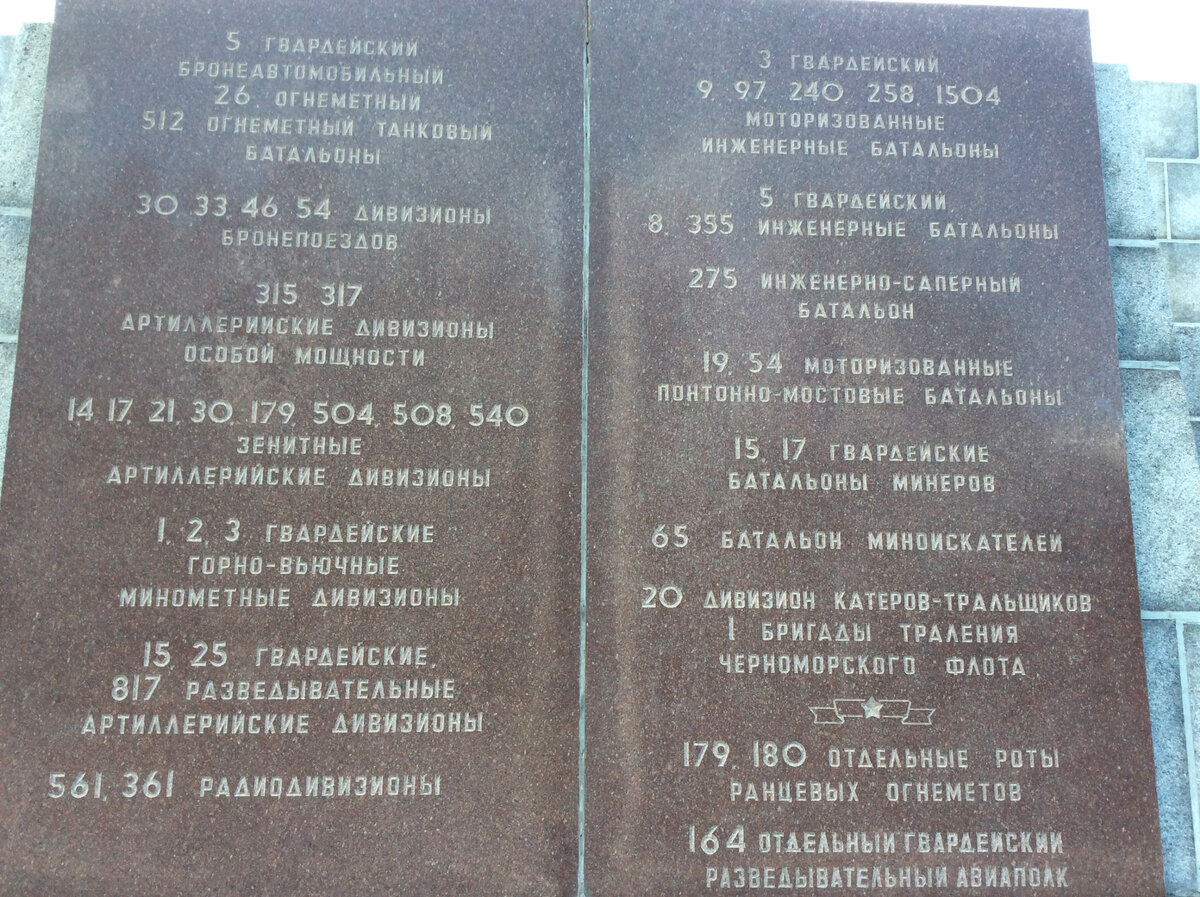 5 ГВАРДЕЙСКИЙ
БРОНЕАВТОМОБИЛЬНЫЙ
26, ОГНЕМЕТНЫЙ
512 ОГНЕМЕТНЫЙ ТАНКОВЫЙ
БАТАЛЬОНЫ
30 33, 46, 54 ДИВИЗИОНЫ
БРОНЕПОЕЗДОВ
315 317
АРТИЛЛЕРИЙСКИЕ ДИВИЗИОНЫ
ОСОБОЙ МОЩНОСТИ
14, 17, 21, 30, 179, 504, 508, 540
ЗЕНИТНЫЕ
АРТИЛЛЕРИЙСКИЕ ДИВИЗИОНЫ
1, 2, 3 ГВАРДЕЙСКИЕ
ГОРНО-ВЬЮЧНЫЕ
МИНОМЕТНЫЕ ДИВИЗИОНЫ
15, 25 ГВАРДЕЙСКИЕ,
817 РАЗВЕДЫВАТЕЛЬНЫЕ
АРТИЛЛЕРИЙСКИЕ ДИВИЗИОНЫ
561, 361 РАДИОДИВИЗИОНЫ
3 ГВАРДЕЙСКИЙ
9, 97, 240, 258, 1504
МОТОРИЗОВАННЫЕ
ИНЖЕНЕРНЫЕ БАТАЛЬОНЫ
5 ГВАРДЕЙСКИЙ,
8, 355 ИНЖЕНЕРНЫЕ БАТАЛЬОНЫ
275 ИНЖЕНЕРНО-САПЕРНЫЙ
БАТАЛЬОН
19, 54 МОТОРИЗОВАННЫЕ
ПОНТОННО-МОСТОВЫЕ БАТАЛЬОНЫ
15, 17 ГВАРДЕЙСКИЕ
БАТАЛЬОНЫ МИНЕРОВ
65 БАТАЛЬОН МИНОИСКАТЕЛЕЙ
20 ДИВИЗИОН КАТЕРОВ-ТРАЛЬЩИКОВ
1 БРИГАДЫ ТРАЛЕНИЯ
ЧЕРНОМОРСКОГО ФЛОТА
179, 180 ОТДЕЛЬНЫЕ РОТЫ
РАНЦЕВЫХ ОГНЕМЕТОВ
164 ОТДЕЛЬНЫЙ ГВАРДЕЙСКИЙ
РАЗВЕДЫВАТЕЛЬНЫЙ АВИАПОЛК